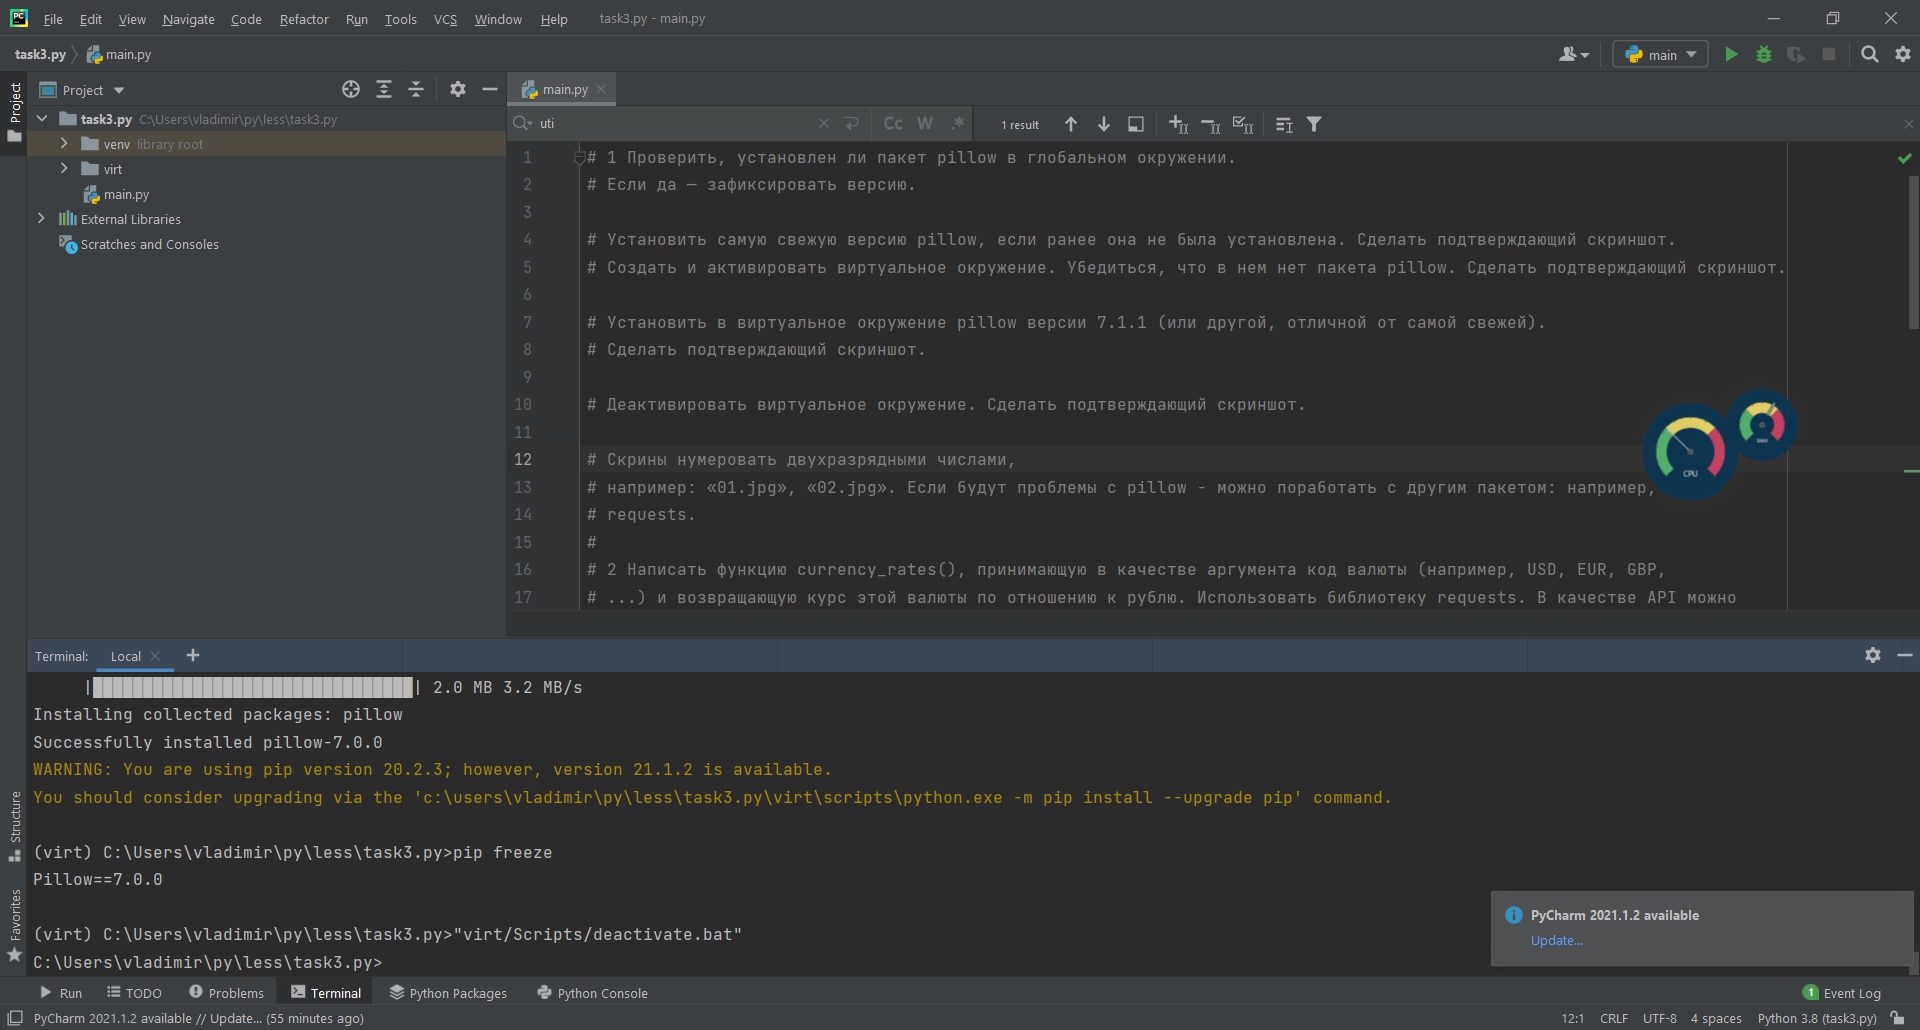 File Edit View Navigate Code Refactor Run Tools VCS Window Help task3.py - main.py
task3.py main.py
main
Project
Project
main.py
task3.py C:\Users\vladimir\py\less\task3.py
venv library root
virt
main.py
External Libraries
Scratches and Consoles
uti
Cc W .*
1 result
1 # 1 Проверить, установлен ли пакет pillow в глобальном окружении.
2 # Если да — зафиксировать версию.
3
4 # Установить самую свежую версию pillow, если ранее она не была установлена. Сделать подтверждающий скриншот.
5 # Создать и активировать виртуальное окружение. Убедиться, что в нем нет пакета pillow. Сделать подтверждающий скриншот.
6
7 # Установить в виртуальное окружение pillow версии 7.1.1 (или другой, отличной от самой свежей).
8 # Сделать подтверждающий скриншот.
9
10 # Деактивировать виртуальное окружение. Сделать подтверждающий скриншот.
11
12 # Скрины нумеровать двухразрядными числами,
13 # например: «01.jpg», «02.jpg». Если будут проблемы с pillow - можно поработать с другим пакетом: например,
14 # requests.
15 #
16 # 2 Написать функцию currency_rates(), принимающую в качестве аргумента код валюты (например, USD, EUR, GBP,
17 # ...) и возвращающую курс этой валюты по отношению к рублю. Использовать библиотеку requests. В качестве API можно
CPU
RAM
Terminal: Local
2.0 MB 3.2 MB/s
Installing collected packages: pillow
Successfully installed pillow-7.0.0
WARNING: You are using pip version 20.2.3; however, version 21.1.2 is available.
You should consider upgrading via the 'c:\users\vladimir\py\less\task3.py\virt\scripts\python.exe -m pip install --upgrade pip' command.
(virt) C:\Users\vladimir\py\less\task3.py>pip freeze
Pillow==7.0.0
(virt) C:\Users\vladimir\py\less\task3.py>"virt/Scripts/deactivate.bat"
C:\Users\vladimir\py\less\task3.py>
Structure
Favorites
PyCharm 2021.1.2 available
Update...
Run TODO Problems Terminal Python Packages Python Console
1 Event Log
PyCharm 2021.1.2 available // Update... (55 minutes ago)
12:1 CRLF UTF-8 4 spaces Python 3.8 (task3.py)